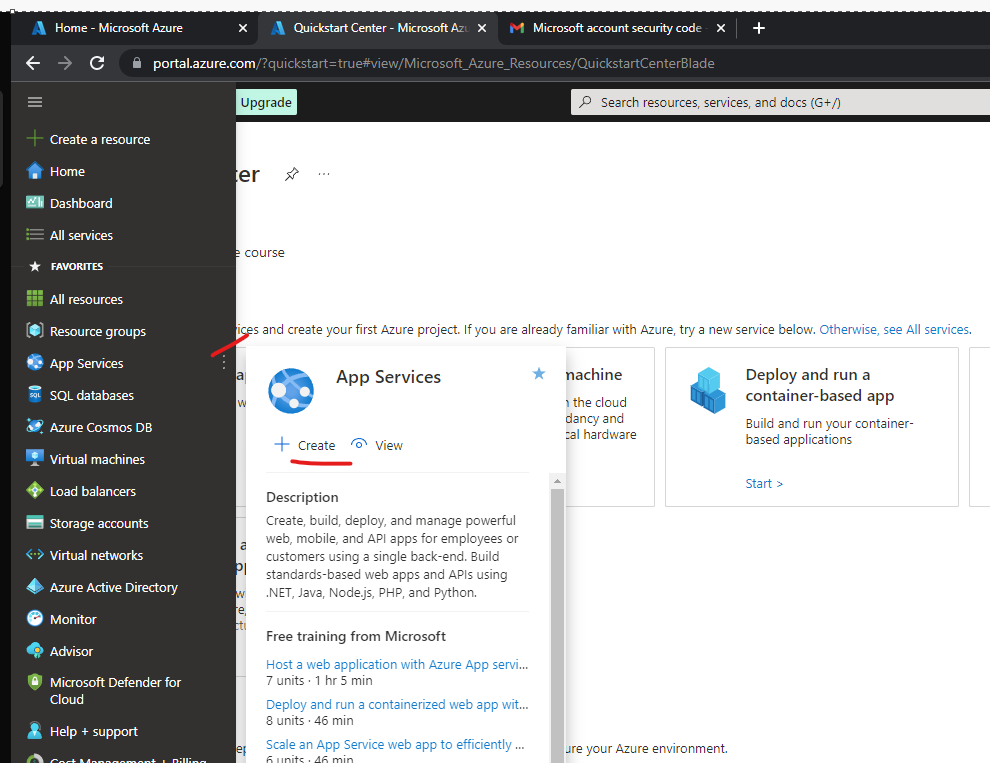 Home - Microsoft Azure
Quickstart Center - Microsoft Azu
Microsoft account security code
portal.azure.com/?quickstart=true#view/Microsoft_Azure_Resources/QuickstartCenterBlade
Upgrade
Search resources, services, and docs (G+/)
Create a resource
Home
Dashboard
All services
FAVORITES
All resources
Resource groups
App Services
SQL databases
Azure Cosmos DB
Virtual machines
Load balancers
Storage accounts
Virtual networks
Azure Active Directory
Monitor
Advisor
Microsoft Defender for
Cloud
Help + support
Cost Management + Billing
ter
e course
vices and create your first Azure project. If you are already familiar with Azure, try a new service below. Otherwise, see All services.
App Services
Create
View
Description
Create, build, deploy, and manage powerful
web, mobile, and API apps for employees or
customers using a single back-end. Build
standards-based web apps and APIs using
.NET, Java, Node.js, PHP, and Python.
Free training from Microsoft
Host a web application with Azure App servi...
7 units · 1 hr 5 min
Deploy and run a containerized web app wit...
8 units · 46 min
Scale an App Service web app to efficiently ...
6 units · 46 min
machine
n the cloud
dancy and
cal hardware
Deploy and run a
container-based app
Build and run your container-
based applications
Start >
ure your Azure environment.